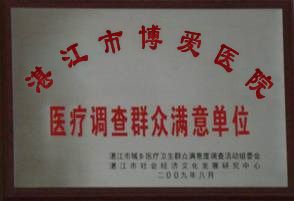 湛江市博爱医院
医疗调查群众满意单位
湛江市城乡医疗卫生群众满意度调查活动组委会
湛江市社会经济文化发展研究中心
二00九年八月